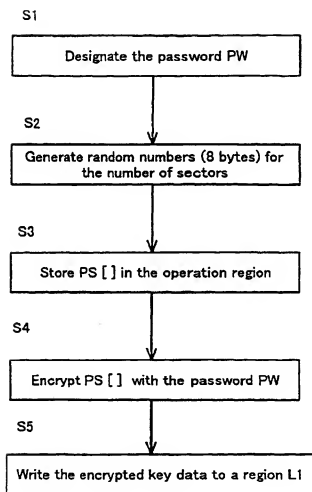 S1
Designate the password PW
S2
Generate random numbers (8 bytes) for
the number of sectors
S3
Store PS [ ] in the operation region
S4
Encrypt PS [ ] with the password PW
S5
Write the encrypted key data to a region L1